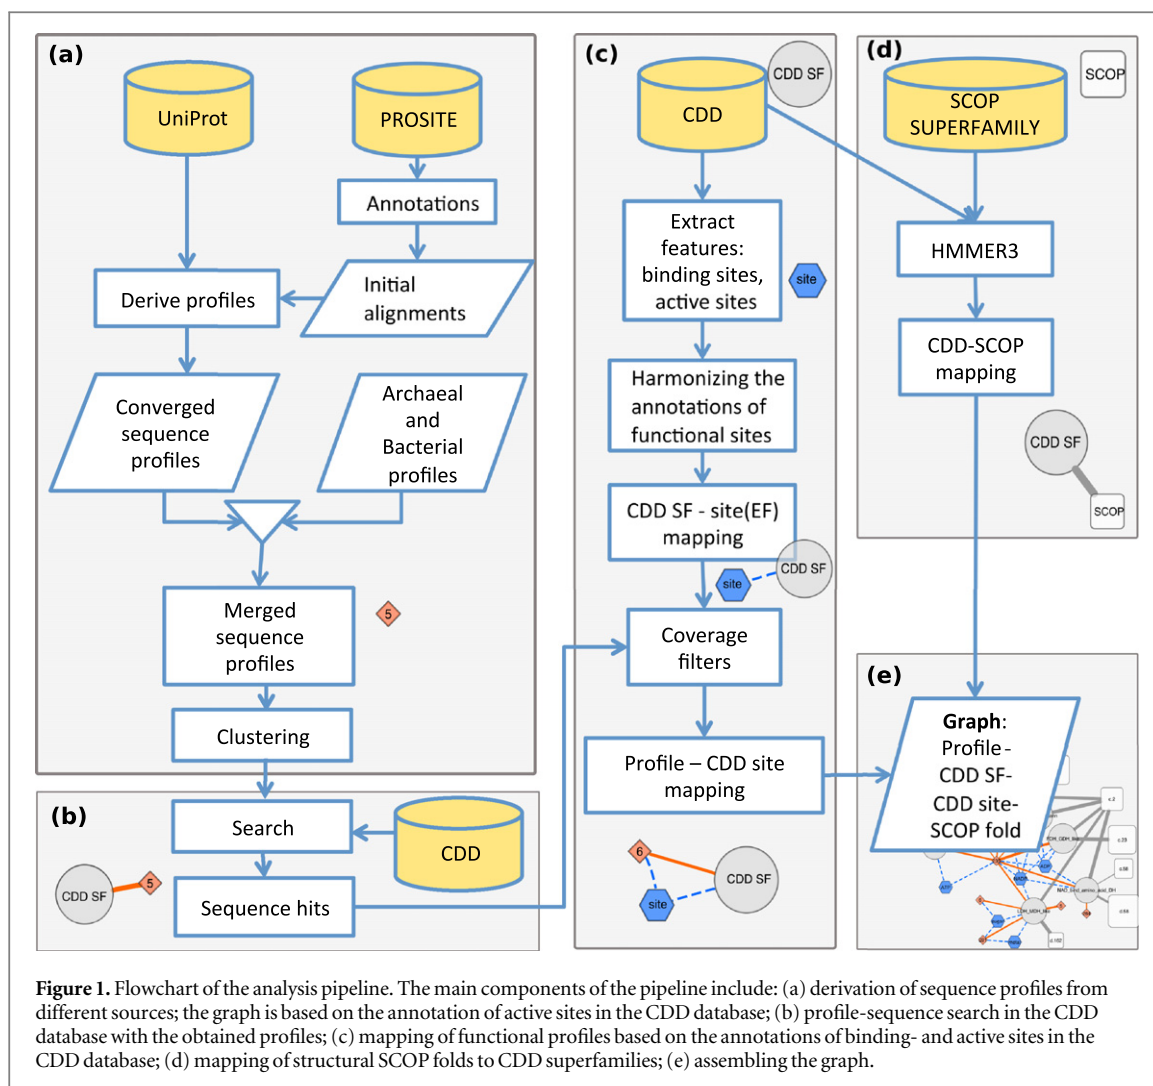 (a)
UniProt
PROSITE
Annotations
Initial
alignments
Derive profiles
Converged
sequence
profiles
Archaeal
and
Bacterial
profiles
Merged
sequence
profiles
5
Clustering
(b)
Search
CDD
CDD SF
5
Sequence hits
(c)
CDD
CDD SF
Extract
features:
binding sites,
active sites
site
Harmonizing the
annotations of
functional sites
CDD SF - site(EF)
mapping
site
CDD SF
Coverage
filters
Profile – CDD site
mapping
6
CDD SF
site
(d)
SCOP
SUPERFAMILY
SCOP
HMMER3
CDD-SCOP
mapping
CDD SF
SCOP
(e)
Graph:
Profile -
CDD SF-
CDD site-
SCOP fold
c.2
Figure 1. Flowchart of the analysis pipeline. The main components of the pipeline include: (a) derivation of sequence profiles from
different sources; the graph is based on the annotation of active sites in the CDD database; (b) profile-sequence search in the CDD
database with the obtained profiles; (c) mapping of functional profiles based on the annotations of binding- and active sites in the
CDD database; (d) mapping of structural SCOP folds to CDD superfamilies; (e) assembling the graph.